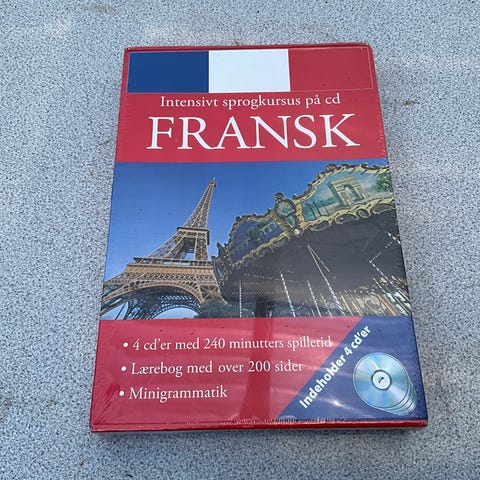 Intensivt sprogkursus på cd
FRANSK
• 4 cd'er med 240 minutters spilletid
• Lærebog med over 200 sider
• Minigrammatik
Indeholder 4 cd'er